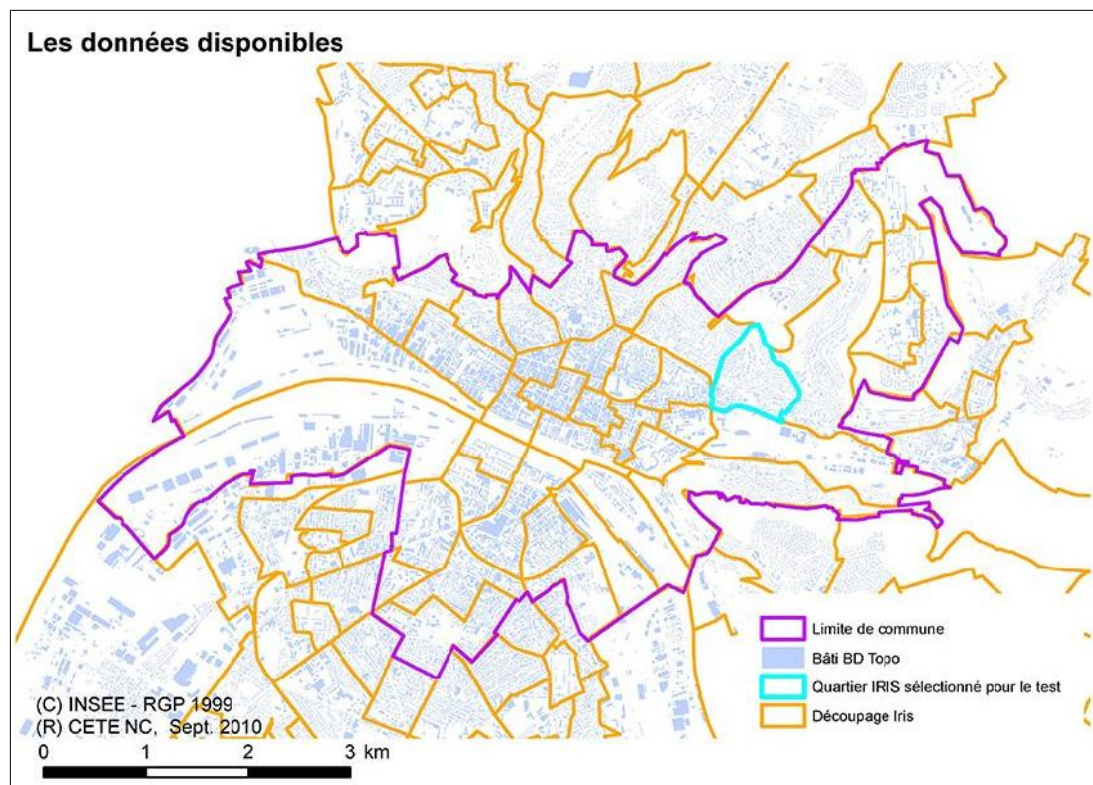 Les données disponibles
Limite de commune
Bâti BD Topo
Quartier IRIS sélectionné pour le test
Découpage Iris
(C) INSEE - RGP 1999
(R) CETE NC, Sept. 2010
0 1 2 3 km